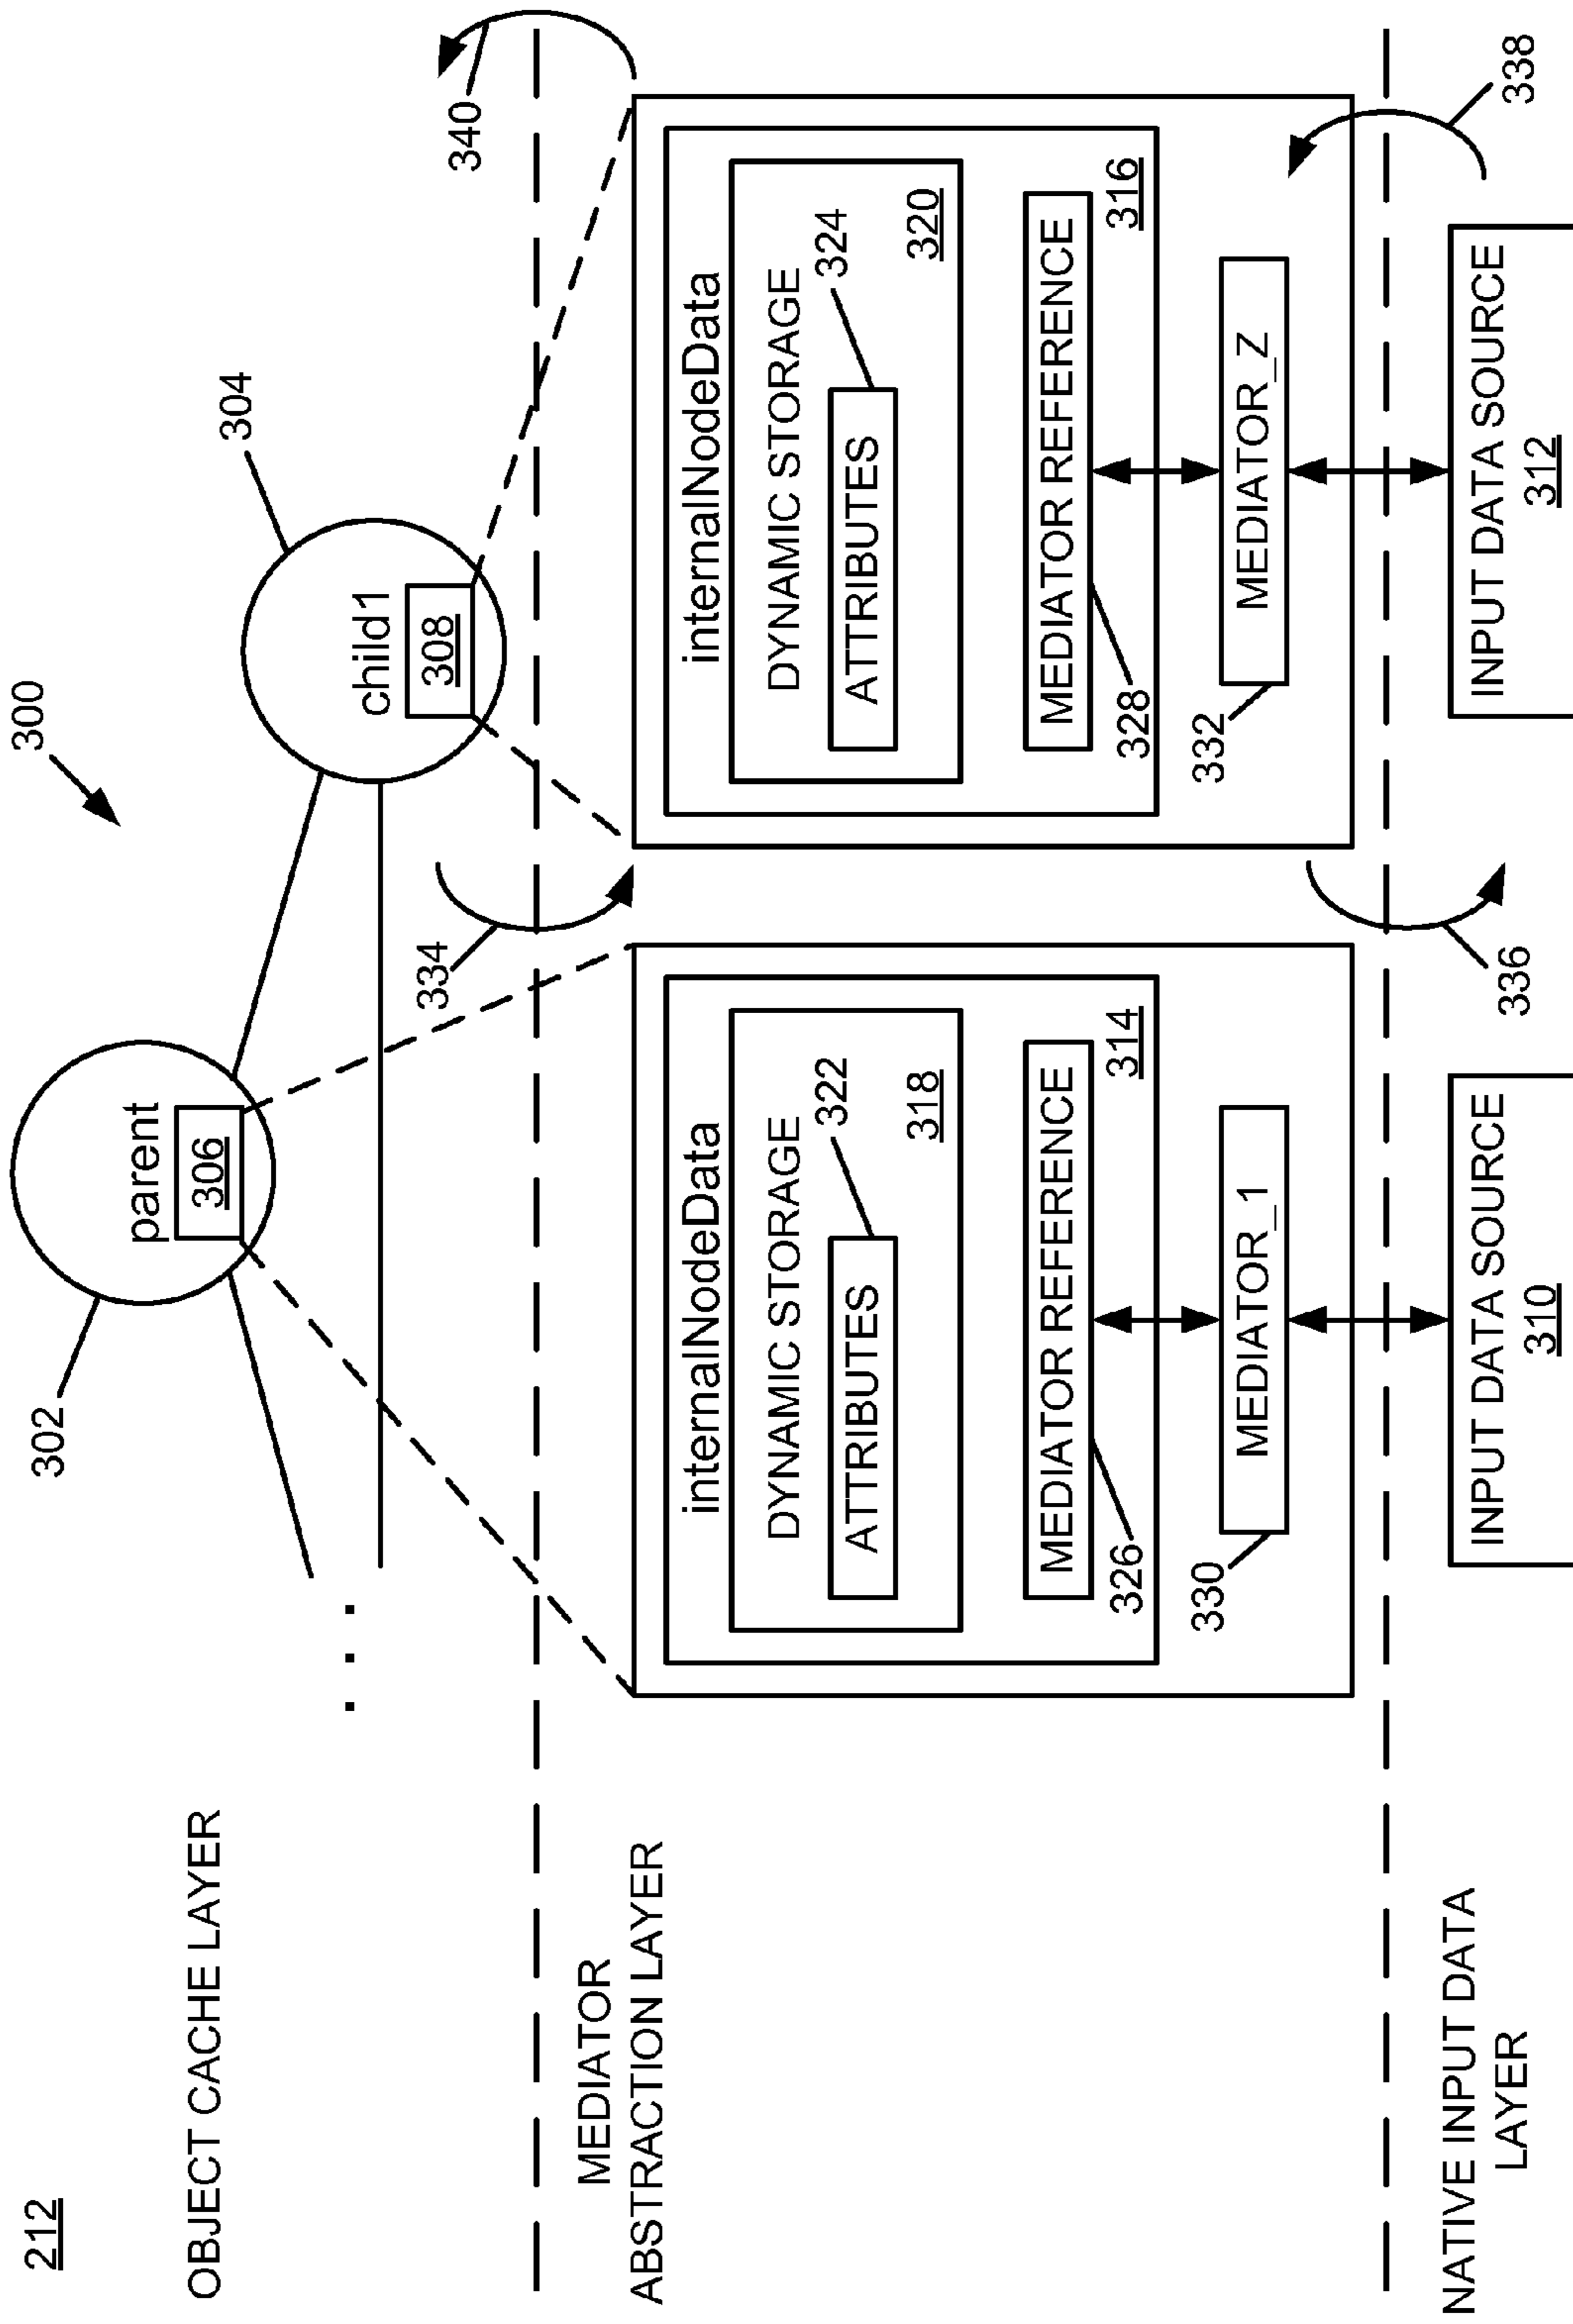 212
300
OBJECT CACHE LAYER
302
parent
306
304
child1
308
. . .
334
340
MEDIATOR
ABSTRACTION LAYER
internalNodeData
DYNAMIC STORAGE
322
ATTRIBUTES
318
MEDIATOR REFERENCE
326
314
330
MEDIATOR_1
internalNodeData
DYNAMIC STORAGE
324
ATTRIBUTES
320
MEDIATOR REFERENCE
328
316
332
MEDIATOR_Z
336
338
NATIVE INPUT DATA
LAYER
INPUT DATA SOURCE
310
INPUT DATA SOURCE
312